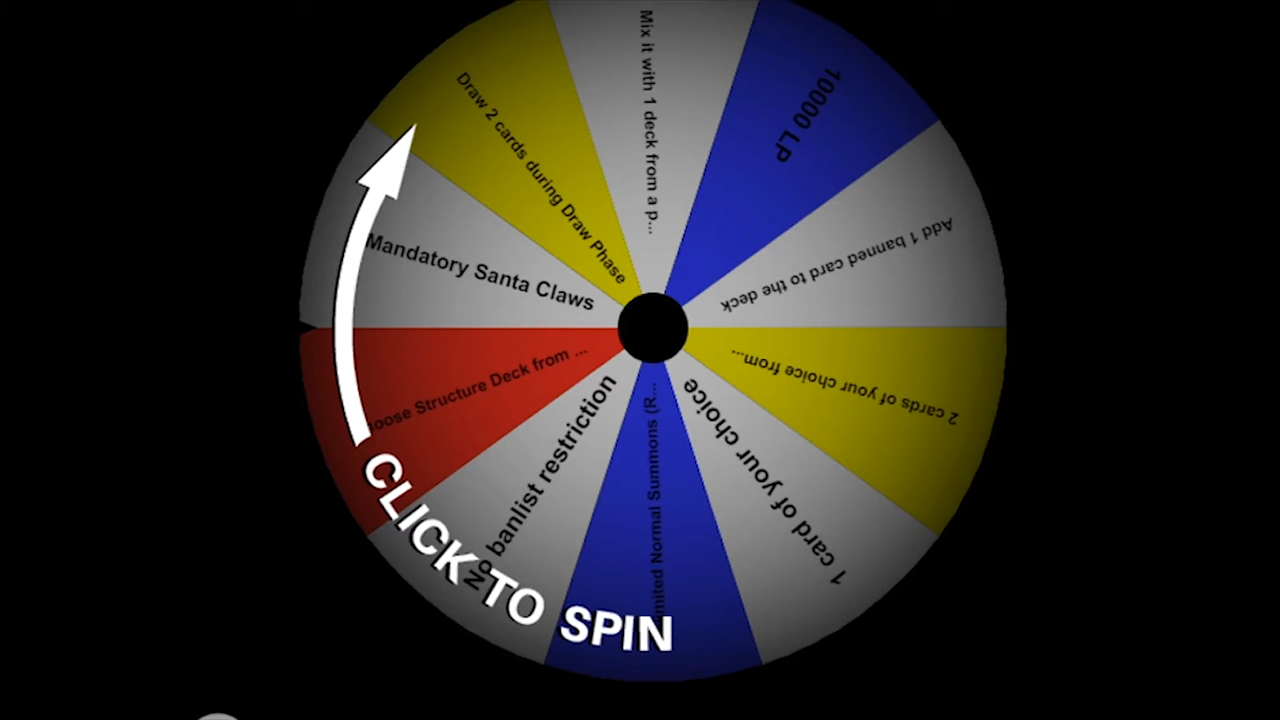 Mix it with 1 deck from a p...
10000 LP
Add 1 banned card to the deck
2 cards of your choice from...
1 card of your choice
mited Normal Summons (R...
No banlist restriction
oose Structure Deck from ...
Mandatory Santa Claws
Draw 2 cards during Draw Phase
CLICK TO SPIN